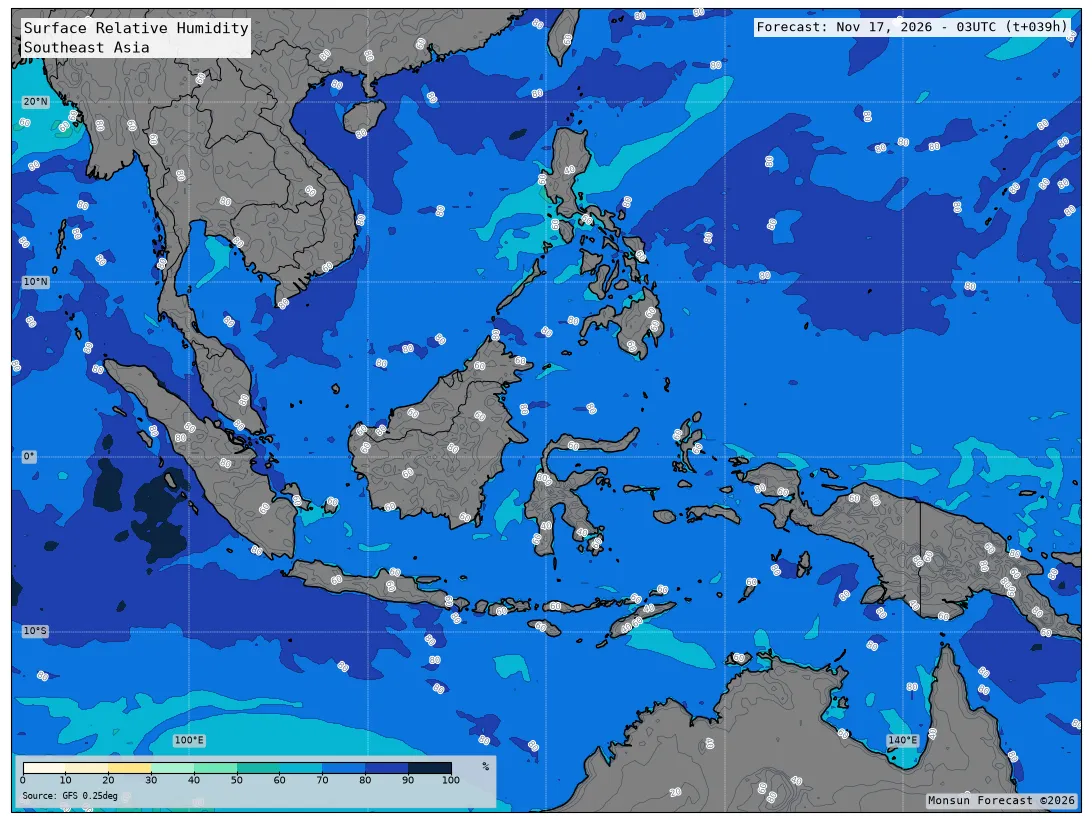 Surface Relative Humidity
Southeast Asia
Forecast: Nov 17, 2026 - 03UTC (t+039h)
20°N
10°N
0°
10°S
100°E
140°E
%
0 10 20 30 40 50 60 70 80 90 100
Source: GFS 0.25deg
Monsun Forecast ©2026